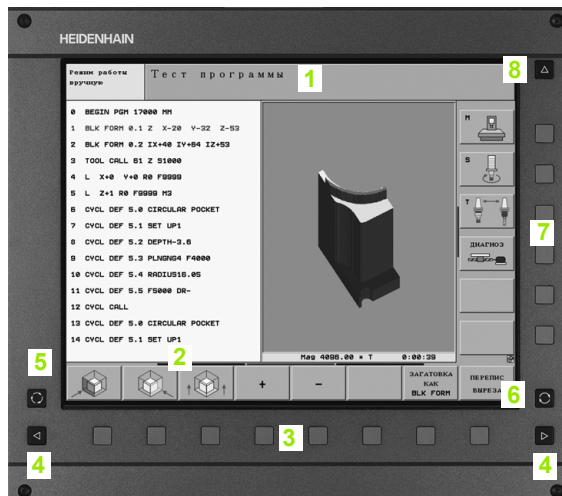 HEIDENHAIN
Режим работы
вручную
Тест программы
1
8
0 BEGIN PGM 17000 MM
1 BLK FORM 0.1 Z X-20 Y-32 Z-53
2 BLK FORM 0.2 IX+40 IY+64 IZ+53
3 TOOL CALL 61 Z S1000
4 L X+0 Y+0 R0 F9999
5 L Z+1 R0 F9999 M3
6 CYCL DEF 5.0 CIRCULAR POCKET
7 CYCL DEF 5.1 SET UP1
8 CYCL DEF 5.2 DEPTH-3.6
9 CYCL DEF 5.3 PLNGNG4 F4000
10 CYCL DEF 5.4 RADIUS16.05
11 CYCL DEF 5.5 F5000 DR-
12 CYCL CALL
13 CYCL DEF 5.0 CIRCULAR POCKET
14 CYCL DEF 5.1 SET UP1
Mag 4096.00 * T 0:00:39
M
S
T
ДИАГНОЗ
7
5
2
+
-
ЗАГАТОВКА
КАК
BLK FORM
ПЕРЕПИС
ВЫРЕЗА
6
3
4
4